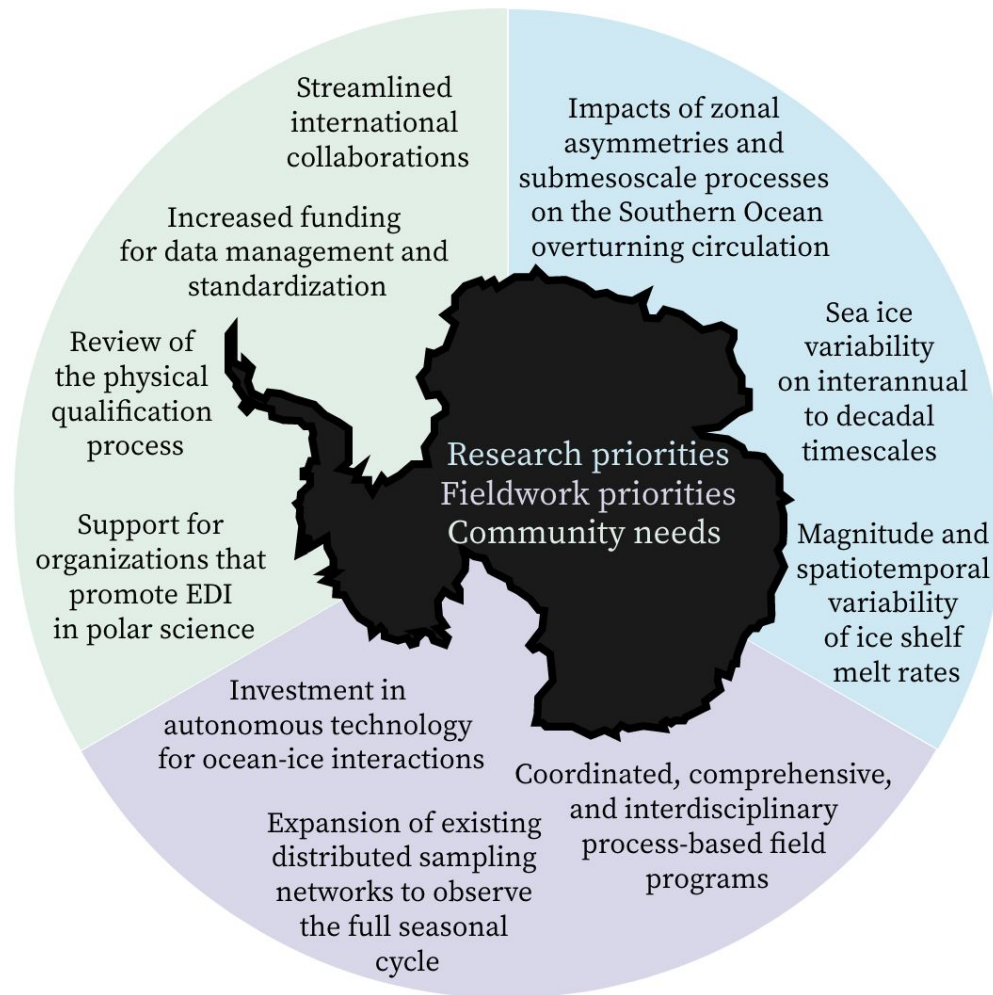 Streamlined
international
collaborations
Increased funding
for data management and
standardization
Review of
the physical
qualification
process
Support for
organizations that
promote EDI
in polar science
Impacts of zonal
asymmetries and
submesoscale processes
on the Southern Ocean
overturning circulation
Sea ice
variability
on interannual
to decadal
timescales
Magnitude and
spatiotemporal
variability
of ice shelf
melt rates
Research priorities
Fieldwork priorities
Community needs
Investment in
autonomous technology
for ocean-ice interactions
Expansion of existing
distributed sampling
networks to observe
the full seasonal
cycle
Coordinated, comprehensive,
and interdisciplinary
process-based field
programs